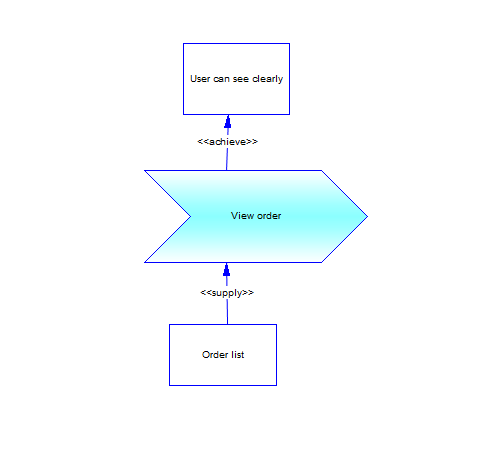 User can see clearly
<<achieve>>
View order
<<supply>>
Order list